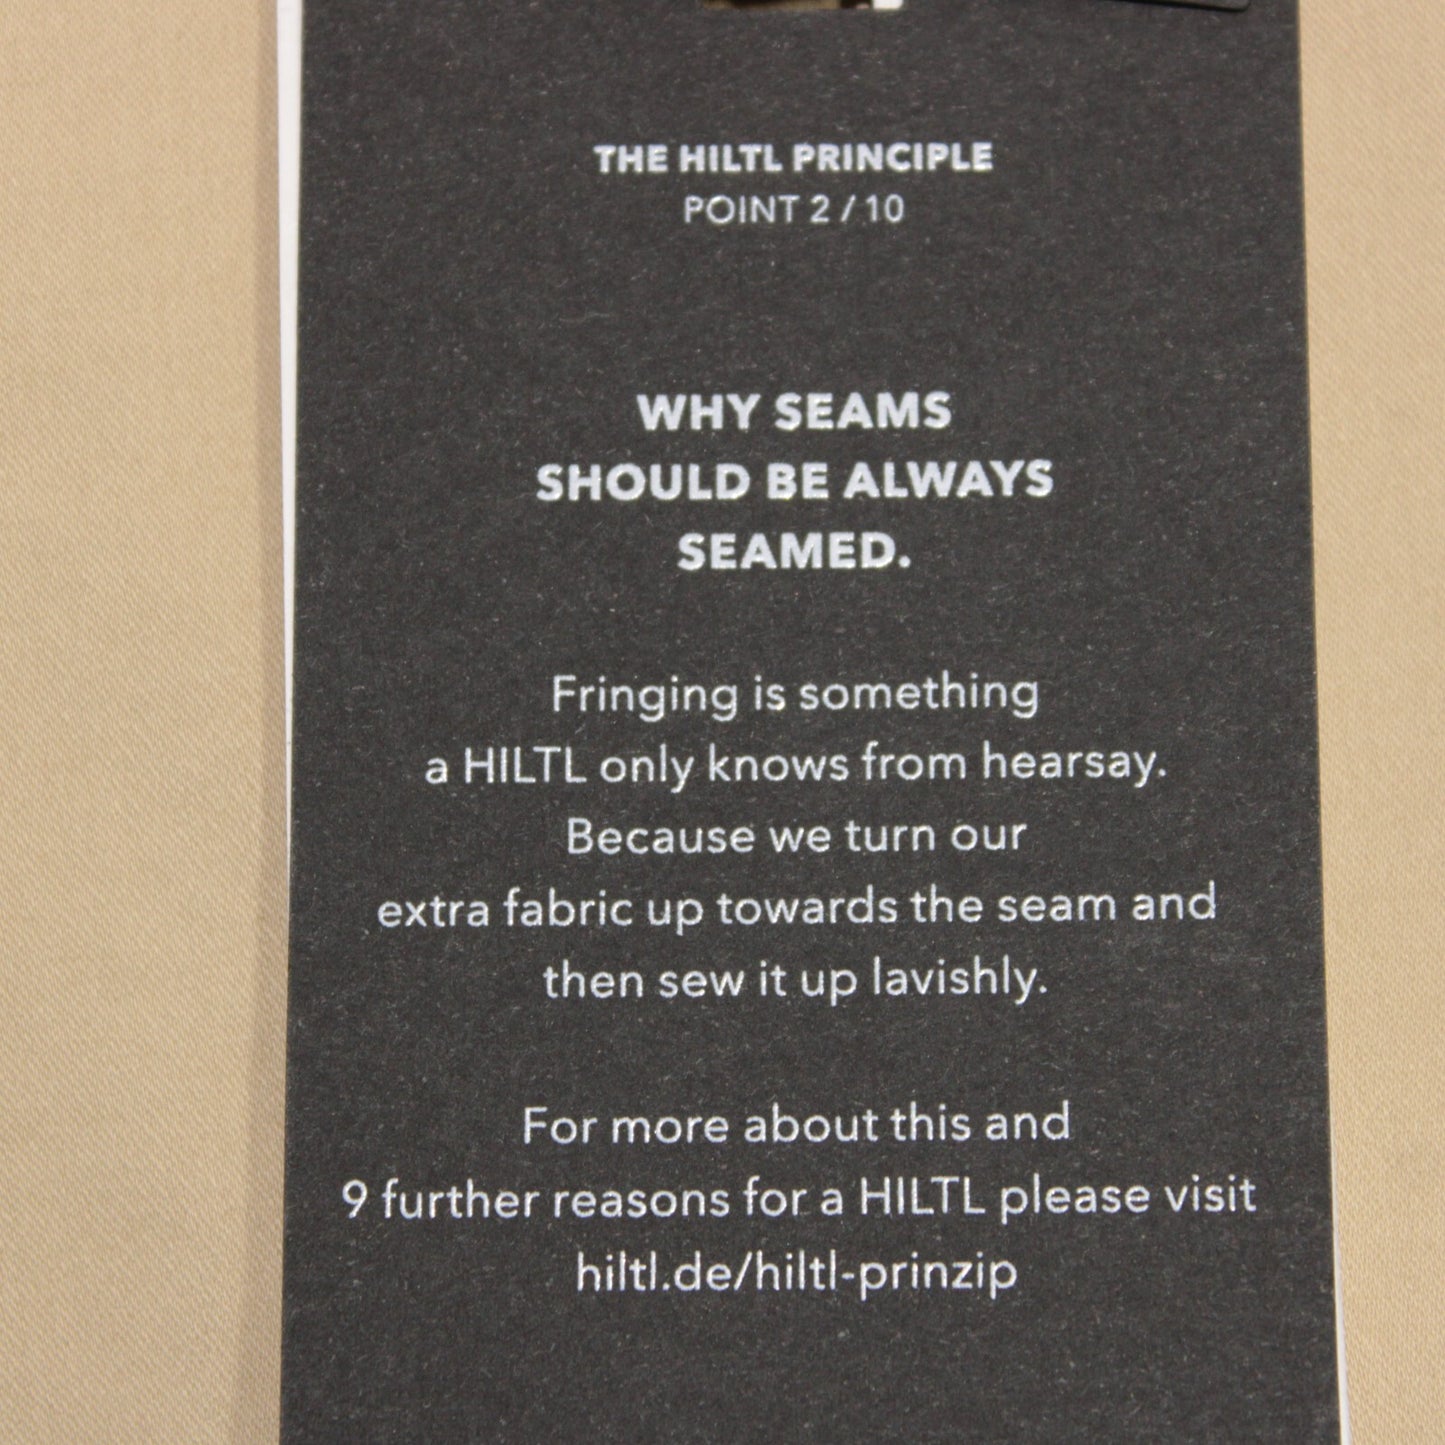 THE HILTL PRINCIPLE
POINT 2 / 10
WHY SEAMS
SHOULD BE ALWAYS
SEAMED.
Fringing is something
a HILTL only knows from hearsay.
Because we turn our
extra fabric up towards the seam and
then sew it up lavishly.
For more about this and
9 further reasons for a HILTL please visit
hiltl.de/hiltl-prinzip